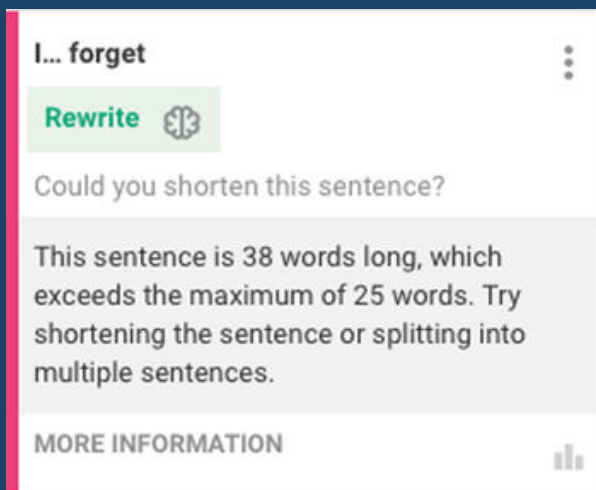 I... forget
Rewrite
Could you shorten this sentence?
This sentence is 38 words long, which
exceeds the maximum of 25 words. Try
shortening the sentence or splitting into
multiple sentences.
MORE INFORMATION